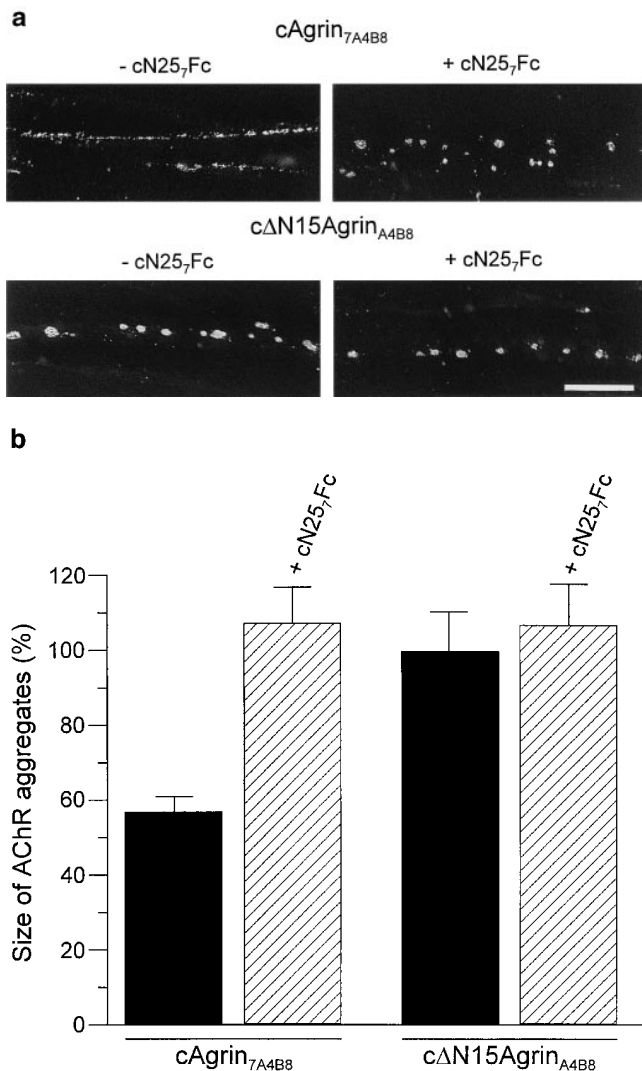 a
cAgrin7A4B8
- cN257Fc
+ cN257Fc
cΔN15AgrinA4B8
- cN257Fc
+ cN257Fc
b
+ cN257Fc
+ cN257Fc
120
100
80
60
40
20
0
Size of AChR aggregates (%)
cAgrin7A4B8
cΔN15AgrinA4B8